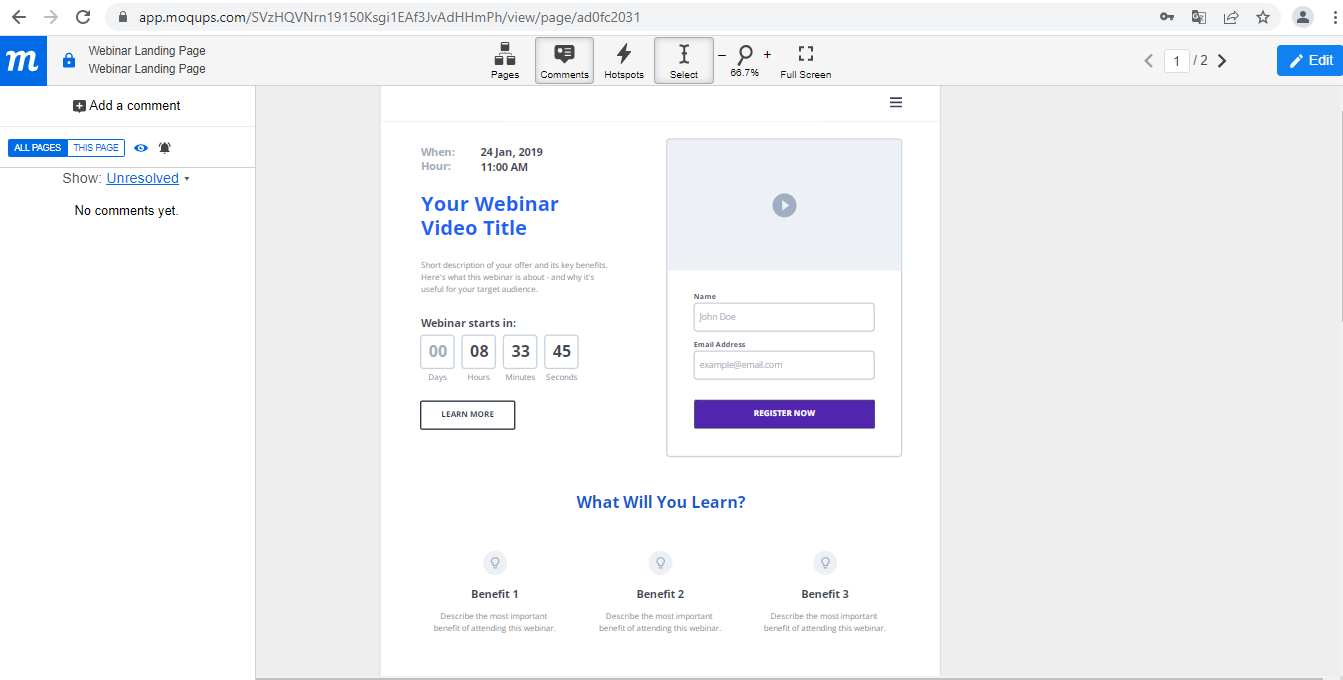 app.moqups.com/SVzHQVNrn19150Ksgi1EAf3JvAdHHmPh/view/page/ad0fc2031
m
Webinar Landing Page
Webinar Landing Page
Pages
Comments
Hotspots
Select
− 66.7% +
Full Screen
1 / 2
Edit
Add a comment
ALL PAGES THIS PAGE
Show: Unresolved
No comments yet.
When: 24 Jan, 2019
Hour: 11:00 AM
Your Webinar
Video Title
Short description of your offer and its key benefits.
Here's what this webinar is about - and why it's
useful for your target audience.
Webinar starts in:
00 08 33 45
Days Hours Minutes Seconds
LEARN MORE
Name
John Doe
Email Address
example@email.com
REGISTER NOW
What Will You Learn?
Benefit 1
Describe the most important
benefit of attending this webinar.
Benefit 2
Describe the most important
benefit of attending this webinar.
Benefit 3
Describe the most important
benefit of attending this webinar.